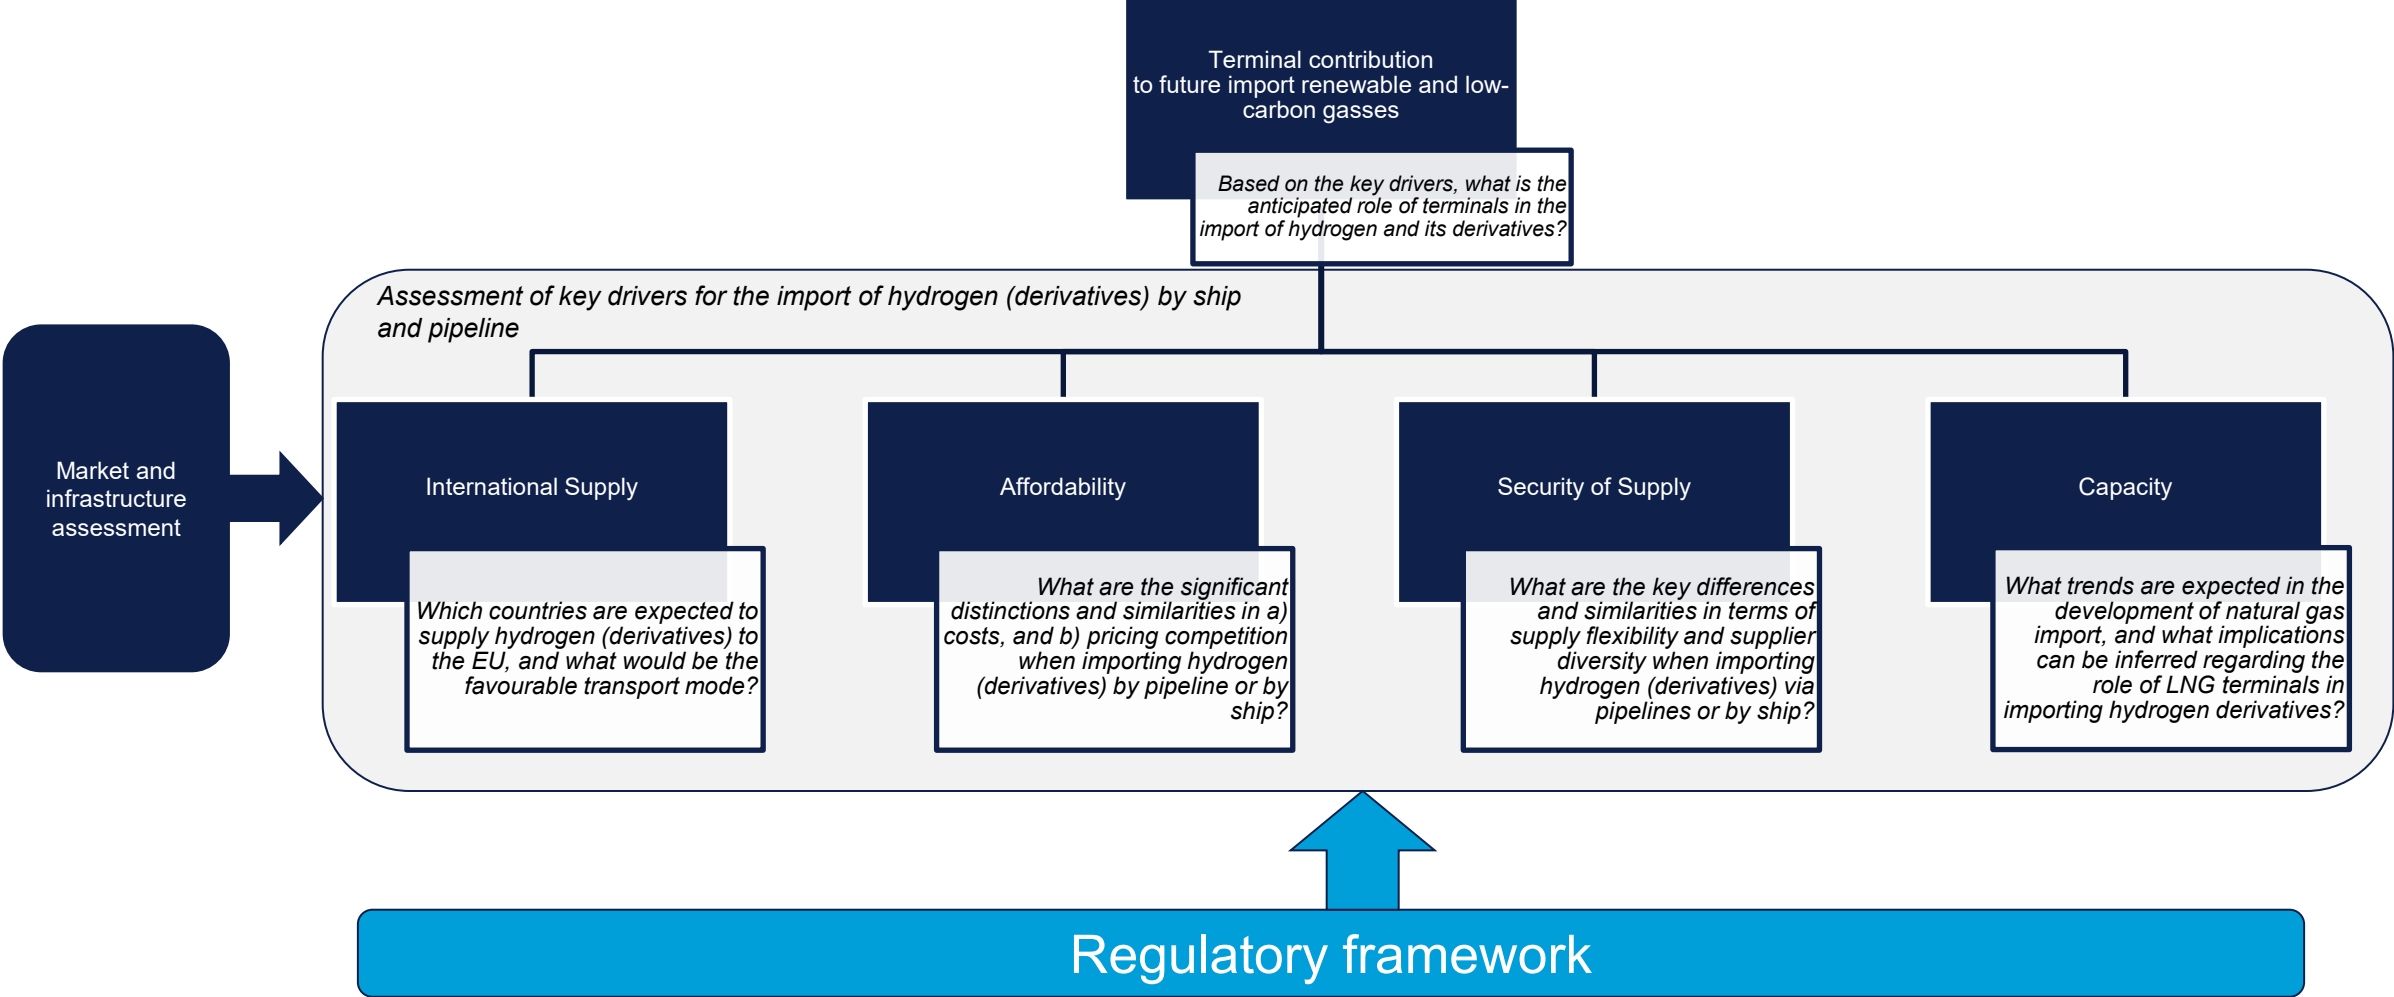 Terminal contribution
to future import renewable and low-
carbon gasses
Based on the key drivers, what is the
anticipated role of terminals in the
import of hydrogen and its derivatives?
Assessment of key drivers for the import of hydrogen (derivatives) by ship
and pipeline
Market and
infrastructure
assessment
International Supply
Which countries are expected to
supply hydrogen (derivatives) to
the EU, and what would be the
favourable transport mode?
Affordability
What are the significant
distinctions and similarities in a)
costs, and b) pricing competition
when importing hydrogen
(derivatives) by pipeline or by
ship?
Security of Supply
What are the key differences
and similarities in terms of
supply flexibility and supplier
diversity when importing
hydrogen (derivatives) via
pipelines or by ship?
Capacity
What trends are expected in the
development of natural gas
import, and what implications
can be inferred regarding the
role of LNG terminals in
importing hydrogen derivatives?
Regulatory framework